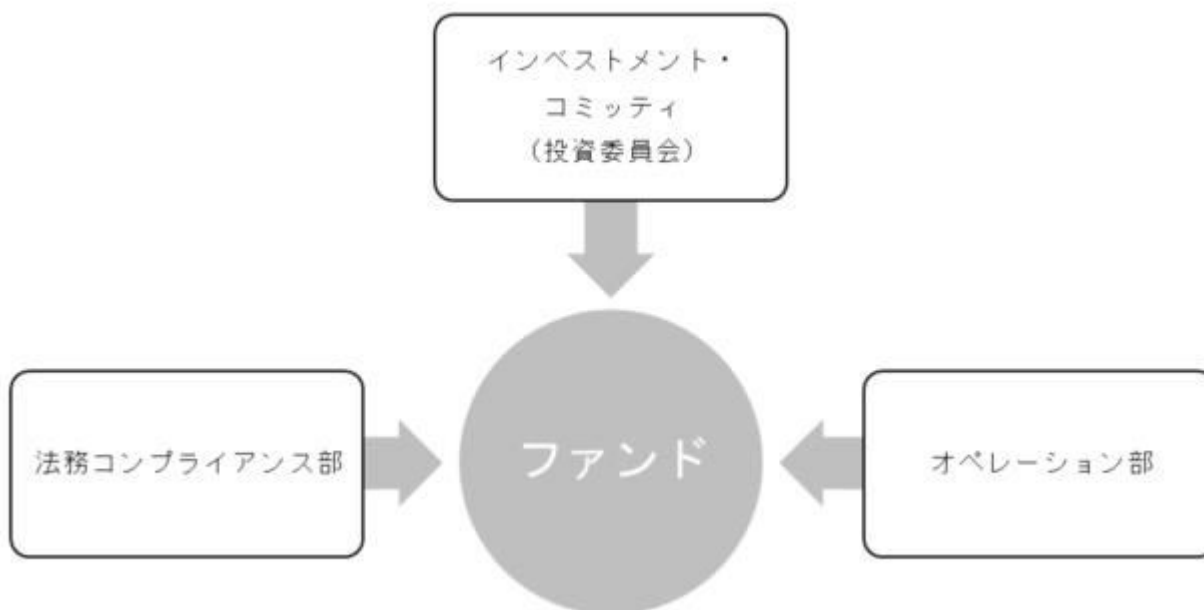 インベストメント・
コミッティ
(投資委員会)
法務コンプライアンス部
ファンド
オペレーション部